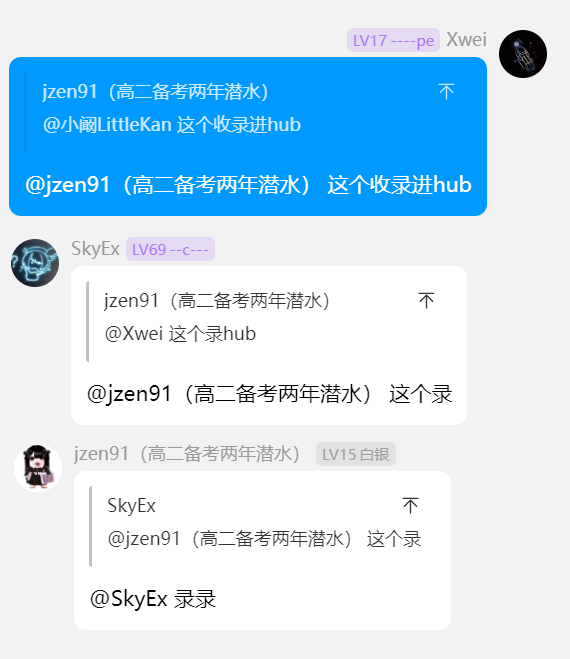 LV17 ----pe Xwei
jzen91（高二备考两年潜水）
@小阚LittleKan 这个收录进hub
@jzen91（高二备考两年潜水） 这个收录进hub
SkyEx LV69 --c---
jzen91（高二备考两年潜水）
@Xwei 这个录hub
@jzen91（高二备考两年潜水） 这个录
jzen91（高二备考两年潜水） LV15 白银
SkyEx
@jzen91（高二备考两年潜水） 这个录
@SkyEx 录录